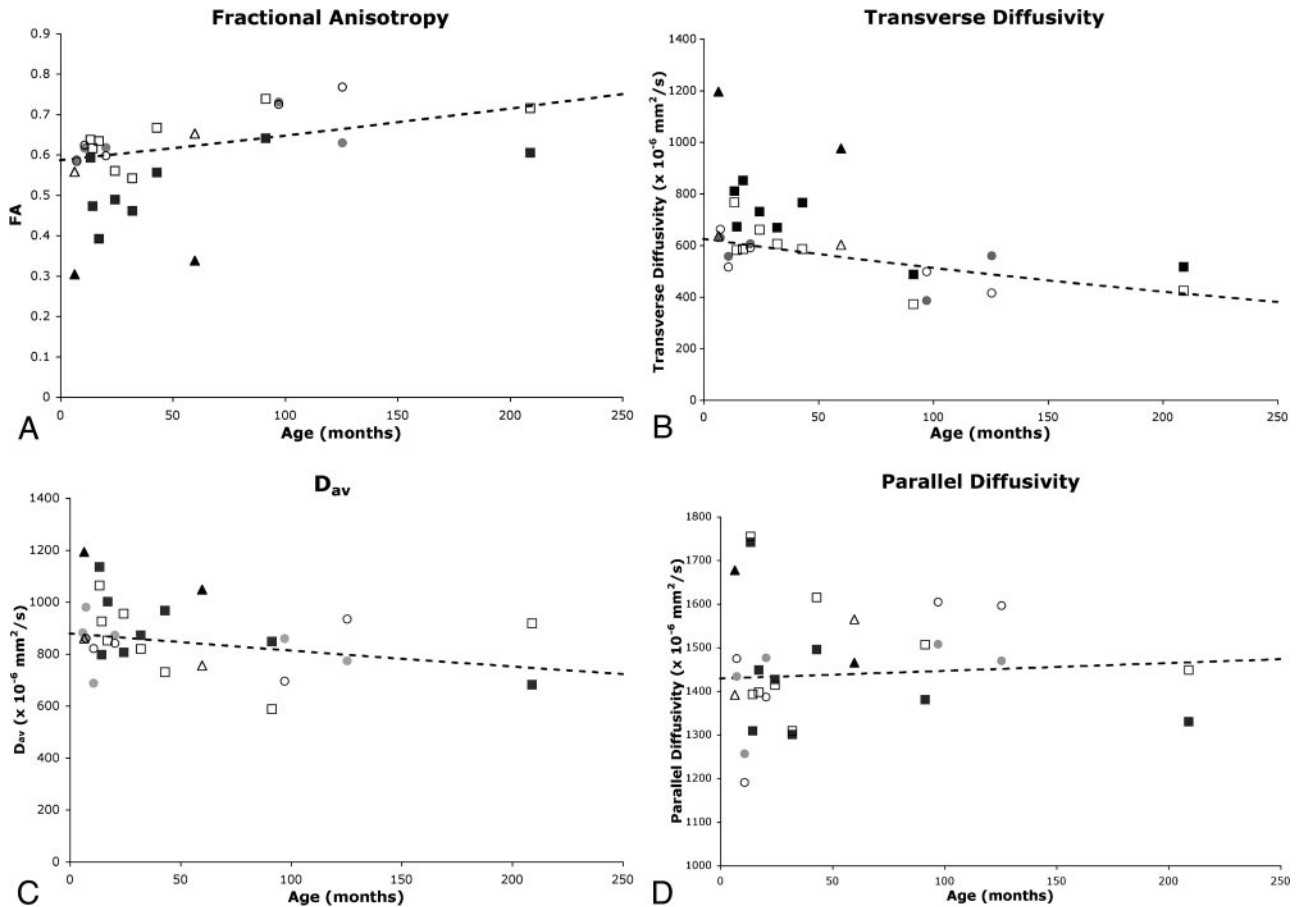 Fractional Anisotropy
0.9
0.8
0.7
0.6
0.5
0.4
0.3
0.2
0.1
0
FA
0 50 100 150 200 250
Age (months)
A
Transverse Diffusivity
1400
1200
1000
800
600
400
200
0
Transverse Diffusivity (x 10⁻⁶ mm²/s)
0 50 100 150 200 250
Age (months)
B
Dav
1400
1200
1000
800
600
400
200
0
Dav (x 10⁻⁶ mm²/s)
0 50 100 150 200 250
Age (months)
C
Parallel Diffusivity
1800
1700
1600
1500
1400
1300
1200
1100
1000
Parallel Diffusivity (x 10⁻⁶ mm²/s)
0 50 100 150 200 250
Age (months)
D